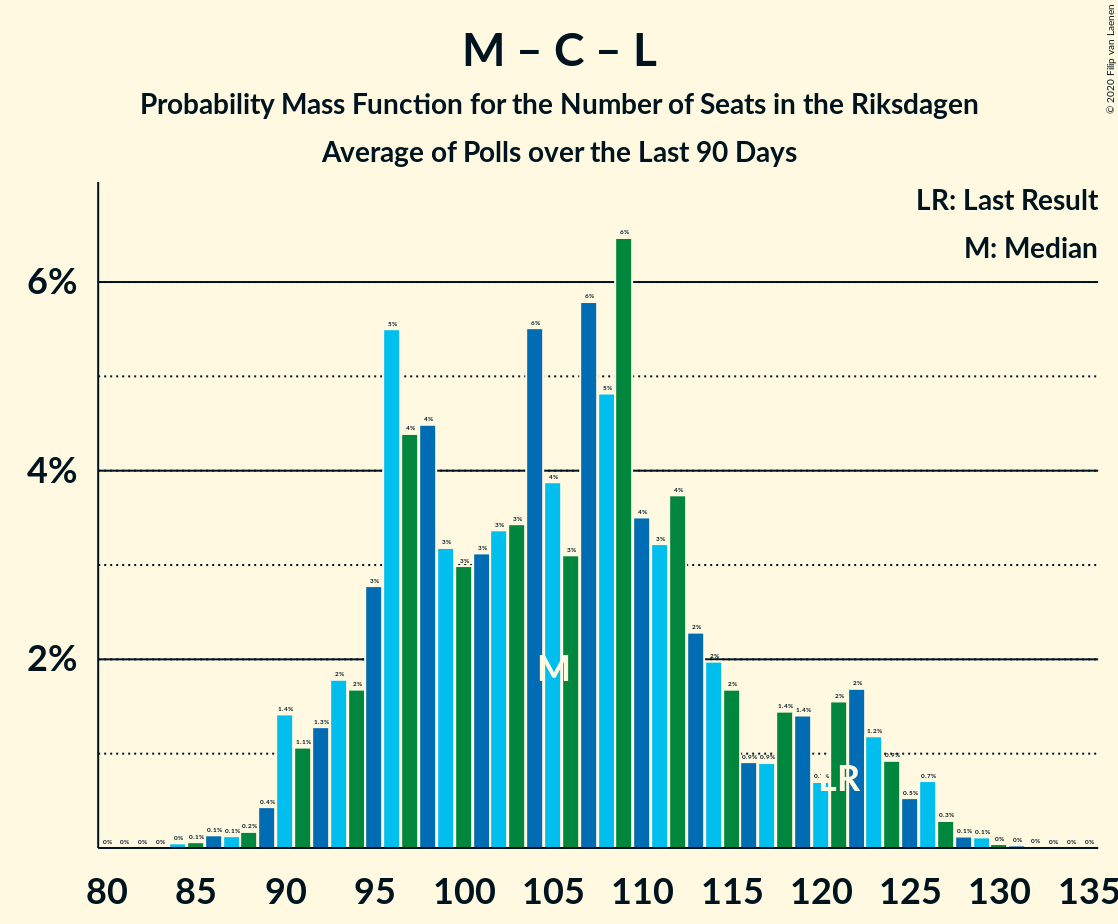 M – C – L
Probability Mass Function for the Number of Seats in the Riksdagen
Average of Polls over the Last 90 Days
© 2020 Filip van Laenen
LR: Last Result
M: Median
6%
4%
2%
0% 0% 0% 0% 0% 0.1% 0.1% 0.1% 0.2% 0.4% 1.4% 1.1% 1.3% 2% 2% 3% 5% 4% 4% 3% 3% 3% 3% 3% 6% 4% 3% 6% 5% 6% 4% 3% 4% 2% 2% 2% 0.9% 0.9% 1.4% 1.4% 2% 2% 1.2% 0.9% 0.5% 0.7% 0.3% 0.1% 0.1% 0% 0% 0% 0% 0% 0%
M
LR
80 85 90 95 100 105 110 115 120 125 130 135